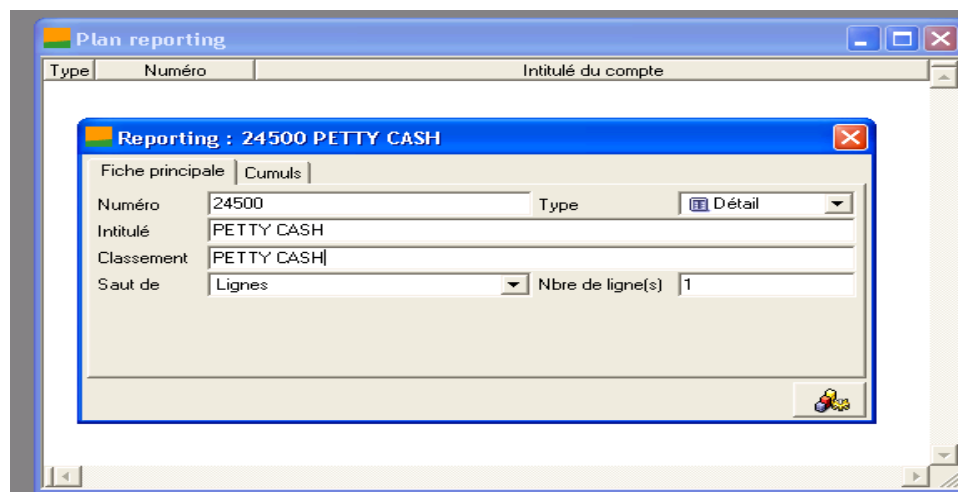 Plan reporting
Type Numéro Intitulé du compte
Reporting : 24500 PETTY CASH
Fiche principale Cumuls
Numéro 24500 Type Détail
Intitulé PETTY CASH
Classement PETTY CASH
Saut de Lignes Nbre de ligne(s) 1